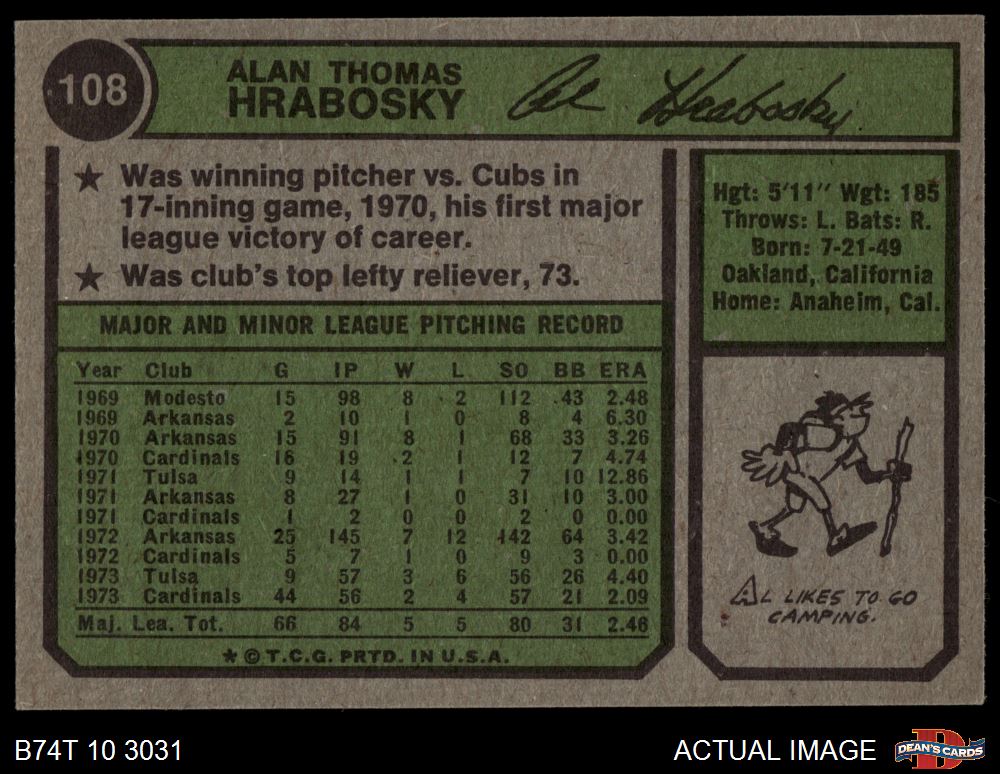 108
ALAN THOMAS
HRABOSKY
Al Hrabosky
★ Was winning pitcher vs. Cubs in
17-inning game, 1970, his first major
league victory of career.
★ Was club's top lefty reliever, 73.
MAJOR AND MINOR LEAGUE PITCHING RECORD
Year Club G IP W L SO BB ERA
1969 Modesto 15 98 8 2 112 43 2.48
1969 Arkansas 2 10 1 0 8 4 6.30
1970 Arkansas 15 91 8 1 68 33 3.26
1970 Cardinals 16 19 2 1 12 7 4.74
1971 Tulsa 9 14 1 1 7 10 12.86
1971 Arkansas 8 27 1 0 31 10 3.00
1971 Cardinals 1 2 0 0 2 0 0.00
1972 Arkansas 25 145 7 12 142 64 3.42
1972 Cardinals 5 7 1 0 9 3 0.00
1973 Tulsa 9 57 3 6 56 26 4.40
1973 Cardinals 44 56 2 4 57 21 2.09
Maj. Lea. Tot. 66 84 5 5 80 31 2.46
★ © T.C.G. PRTD. IN U.S.A.
Hgt: 5'11" Wgt: 185
Throws: L. Bats: R.
Born: 7-21-49
Oakland, California
Home: Anaheim, Cal.
AL LIKES TO GO
CAMPING.
B74T 10 3031
ACTUAL IMAGE
DEAN'S CARDS